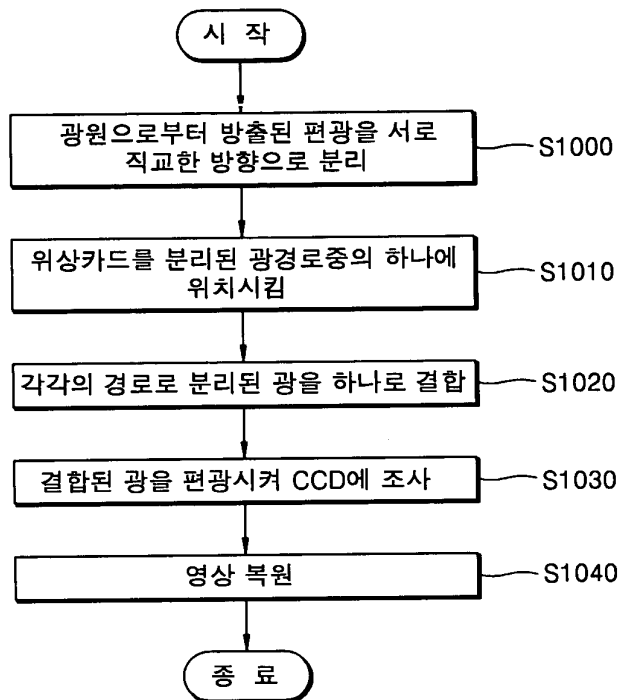 시 작
광원으로부터 방출된 편광을 서로
직교한 방향으로 분리
S1000
위상카드를 분리된 광경로중의 하나에
위치시킴
S1010
각각의 경로로 분리된 광을 하나로 결합
S1020
결합된 광을 편광시켜 CCD에 조사
S1030
영상 복원
S1040
종 료